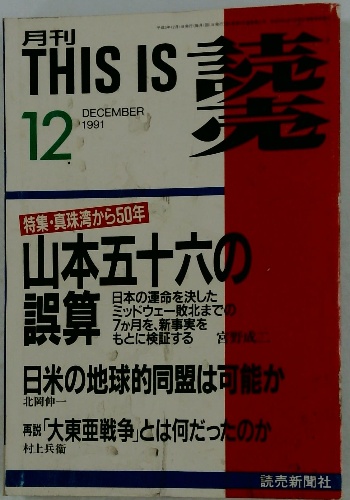 月刊
THIS IS 読売
12 DECEMBER
1991
特集・真珠湾から50年
山本五十六の
誤算
日本の運命を決した
ミッドウェー敗北までの
7か月を、新事実を
もとに検証する
日米の地球的同盟は可能か
北岡伸一
再説「大東亜戦争」とは何だったのか
村上兵衛
読売新聞社